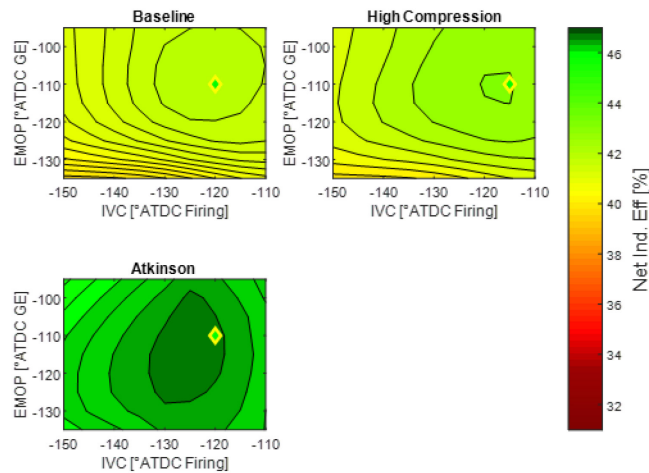 Baseline
High Compression
EMOP [°ATDC GE]
-100
-110
-120
-130
-150 -140 -130 -120 -110
IVC [°ATDC Firing]
EMOP [°ATDC GE]
-100
-110
-120
-130
-150 -140 -130 -120 -110
IVC [°ATDC Firing]
Atkinson
EMOP [°ATDC GE]
-100
-110
-120
-130
-150 -140 -130 -120 -110
IVC [°ATDC Firing]
46
44
42
40
38
36
34
32
Net Ind. Eff [%]